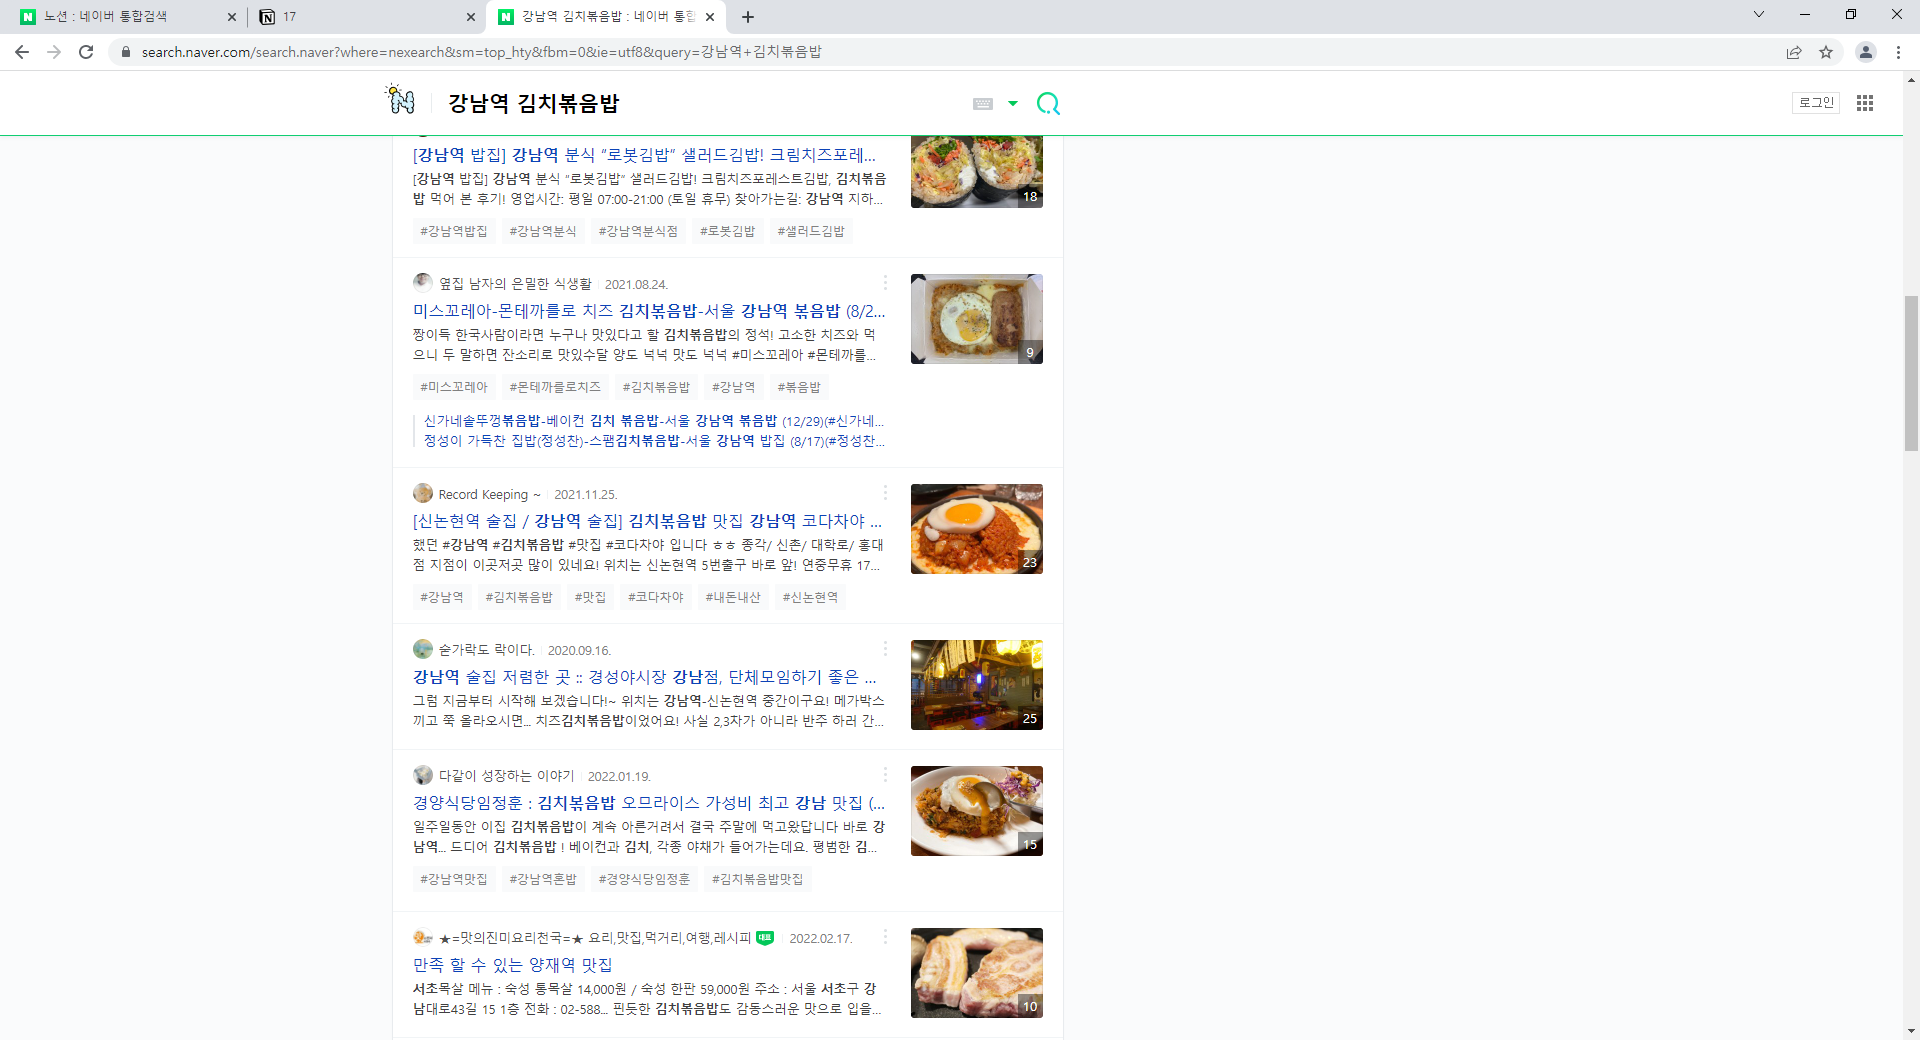 노션 : 네이버 통합검색
17
강남역 김치볶음밥 : 네이버 통합
search.naver.com/search.naver?where=nexearch&sm=top_hty&fbm=0&ie=utf8&query=강남역+김치볶음밥
강남역 김치볶음밥
로그인
[강남역 밥집] 강남역 분식 “로봇김밥” 샐러드김밥! 크림치즈포레...
[강남역 밥집] 강남역 분식 “로봇김밥” 샐러드김밥! 크림치즈포레스트김밥, 김치볶음
밥 먹어 본 후기! 영업시간: 평일 07:00-21:00 (토일 휴무) 찾아가는길: 강남역 지하...
18
#강남역밥집 #강남역분식 #강남역분식점 #로봇김밥 #샐러드김밥
옆집 남자의 은밀한 식생활 2021.08.24.
미스꼬레아-몬테까를로 치즈 김치볶음밥-서울 강남역 볶음밥 (8/2...
짱이득 한국사람이라면 누구나 맛있다고 할 김치볶음밥의 정석! 고소한 치즈와 먹
으니 두 말하면 잔소리로 맛있수달 양도 넉넉 맛도 넉넉 #미스꼬레아 #몬테까를...
9
#미스꼬레아 #몬테까를로치즈 #김치볶음밥 #강남역 #볶음밥
신가네솥뚜껑볶음밥-베이컨 김치 볶음밥-서울 강남역 볶음밥 (12/29)(#신가네...
정성이 가득찬 집밥(정성찬)-스팸김치볶음밥-서울 강남역 밥집 (8/17)(#정성찬...
Record Keeping ~ 2021.11.25.
[신논현역 술집 / 강남역 술집] 김치볶음밥 맛집 강남역 코다차야 ...
했던 #강남역 #김치볶음밥 #맛집 #코다차야 입니다 ㅎㅎ 종각/ 신촌/ 대학로/ 홍대
점 지점이 이곳저곳 많이 있네요! 위치는 신논현역 5번출구 바로 앞! 연중무휴 17...
23
#강남역 #김치볶음밥 #맛집 #코다차야 #내돈내산 #신논현역
숟가락도 락이다. 2020.09.16.
강남역 술집 저렴한 곳 :: 경성야시장 강남점, 단체모임하기 좋은 ...
그럼 지금부터 시작해 보겠습니다!~ 위치는 강남역-신논현역 중간이구요! 메가박스
끼고 쭉 올라오시면... 치즈김치볶음밥이었어요! 사실 2,3차가 아니라 반주 하러 간...
25
다같이 성장하는 이야기 2022.01.19.
경양식당임정훈 : 김치볶음밥 오므라이스 가성비 최고 강남 맛집 (...
일주일동안 이집 김치볶음밥이 계속 아른거려서 결국 주말에 먹고왔답니다 바로 강
남역... 드디어 김치볶음밥 ! 베이컨과 김치, 각종 야채가 들어가는데요. 평범한 김...
15
#강남역맛집 #강남역혼밥 #경양식당임정훈 #김치볶음밥맛집
★=맛의진미요리천국=★ 요리,맛집,먹거리,여행,레시피 대표 2022.02.17.
만족 할 수 있는 양재역 맛집
서초목살 메뉴 : 숙성 통목살 14,000원 / 숙성 한판 59,000원 주소 : 서울 서초구 강
남대로43길 15 1층 전화 : 02-588... 핀듯한 김치볶음밥도 감동스러운 맛으로 입을...
10